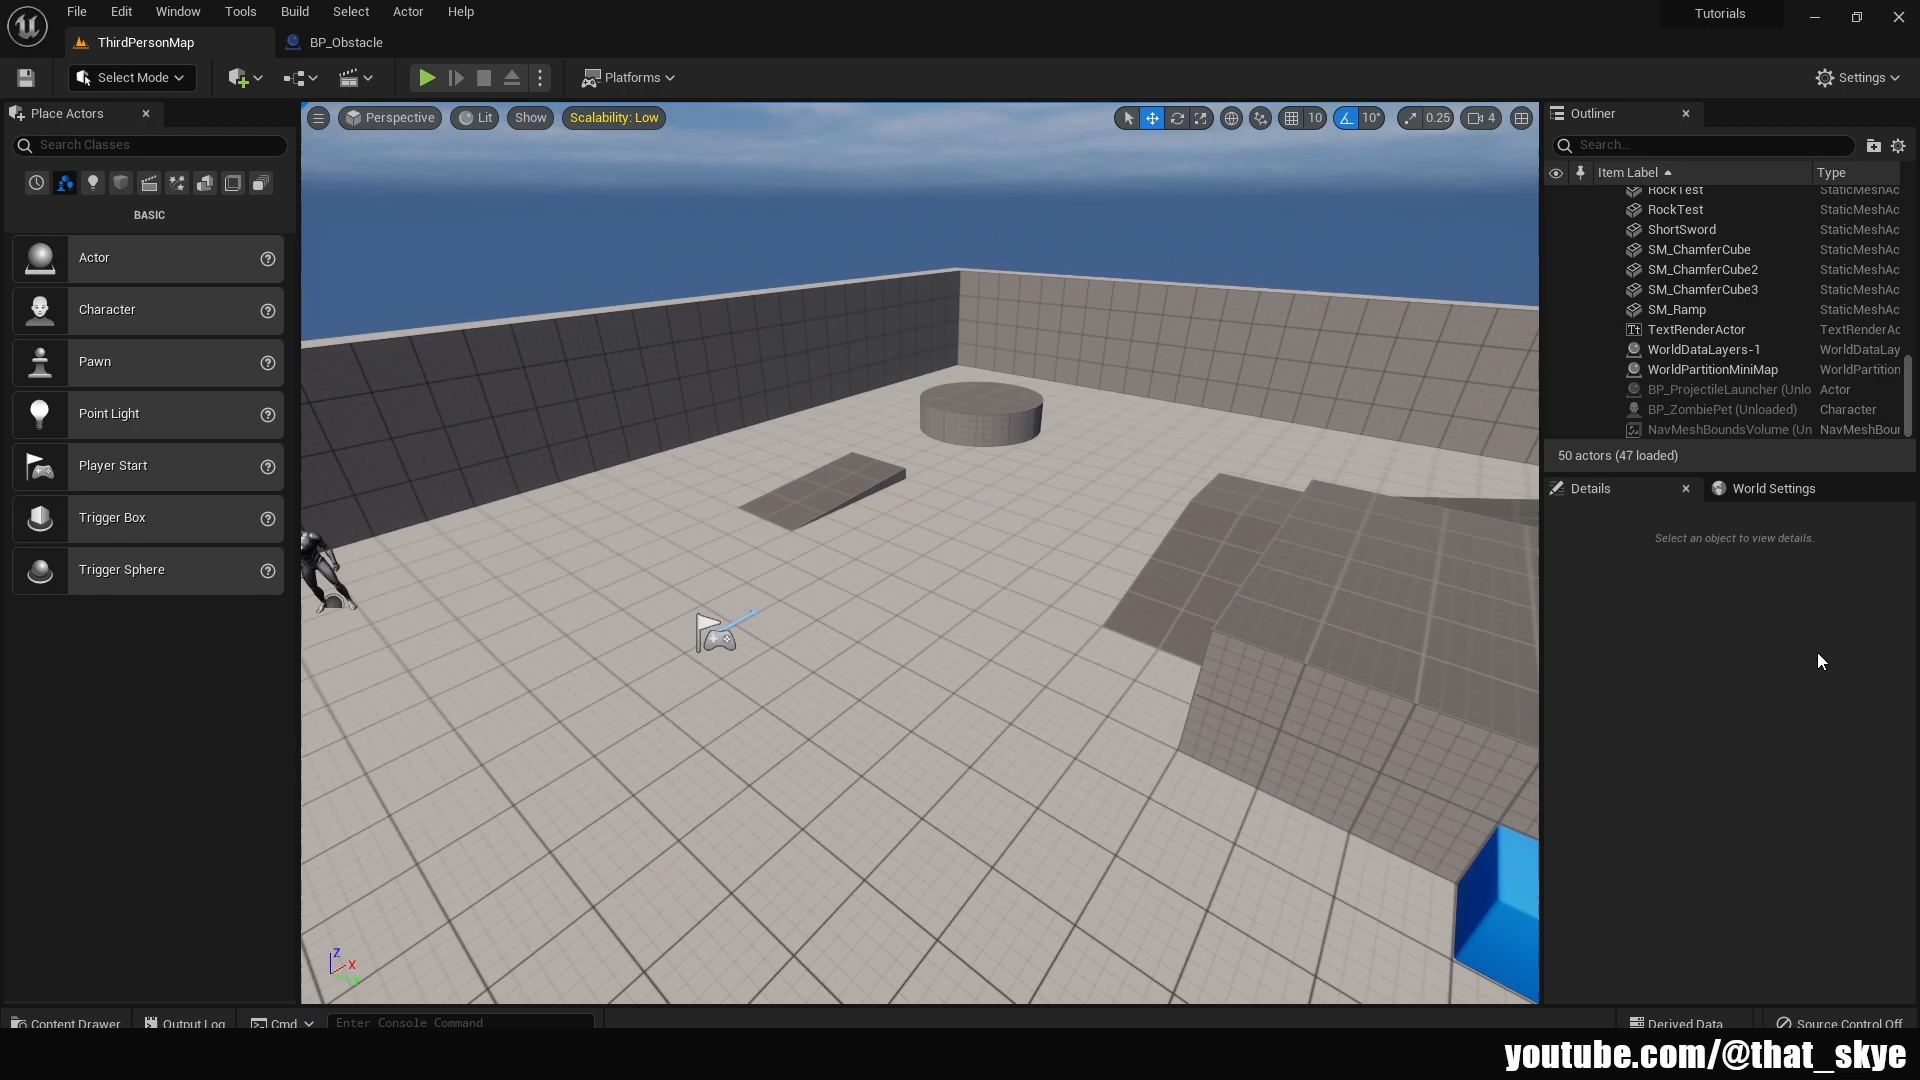 File Edit Window Tools Build Select Actor Help
Tutorials
ThirdPersonMap
BP_Obstacle
Select Mode
Platforms
Settings
Place Actors
Search Classes
BASIC
Actor
Character
Pawn
Point Light
Player Start
Trigger Box
Trigger Sphere
Perspective
Lit
Show
Scalability: Low
10
10°
0.25
4
Z
X
Outliner
Search...
Item Label
Type
RockTest StaticMeshAc
RockTest StaticMeshAc
ShortSword StaticMeshAc
SM_ChamferCube StaticMeshAc
SM_ChamferCube2 StaticMeshAc
SM_ChamferCube3 StaticMeshAc
SM_Ramp StaticMeshAc
TextRenderActor TextRenderAc
WorldDataLayers-1 WorldDataLay
WorldPartitionMiniMap WorldPartition
BP_ProjectileLauncher (Unlo Actor
BP_ZombiePet (Unloaded) Character
NavMeshBoundsVolume (Un NavMeshBour
50 actors (47 loaded)
Details
World Settings
Select an object to view details.
Content Drawer
Output Log
Cmd
Enter Console Command
Derived Data
Source Control Off
youtube.com/@that_skye